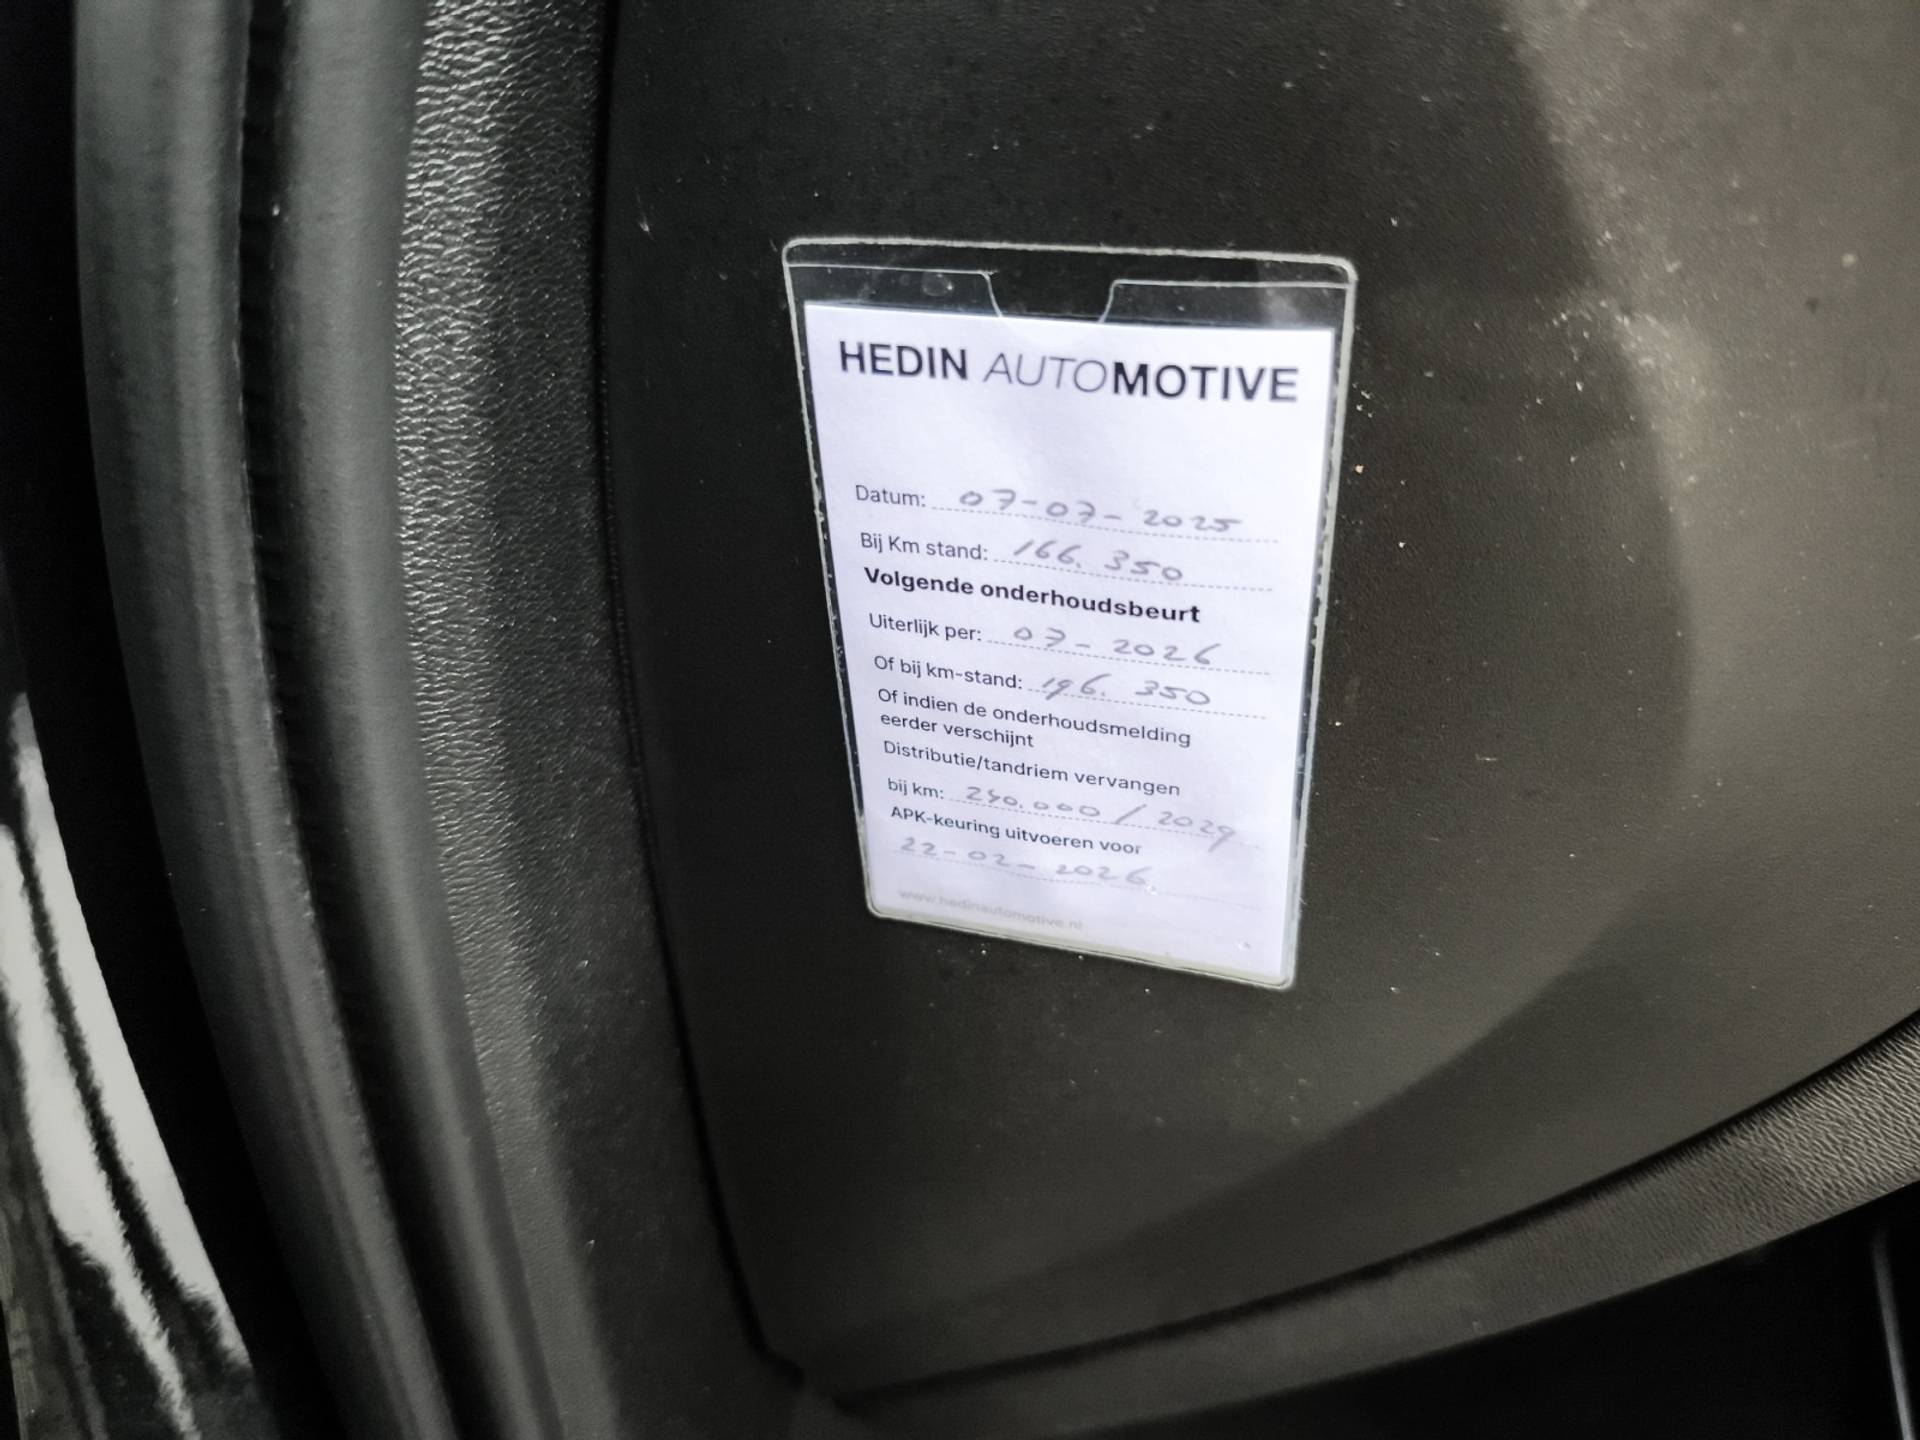 HEDIN AUTOMOTIVE
Datum: 07-07-2025
Bij Km stand: 166.350
Volgende onderhoudsbeurt
Uiterlijk per: 07-2026
Of bij km-stand: 196.350
Of indien de onderhoudsmelding
eerder verschijnt
Distributie/tandriem vervangen
bij km: 240.000 / 2029
APK-keuring uitvoeren voor
22-02-2026
www.hedinautomotive.nl